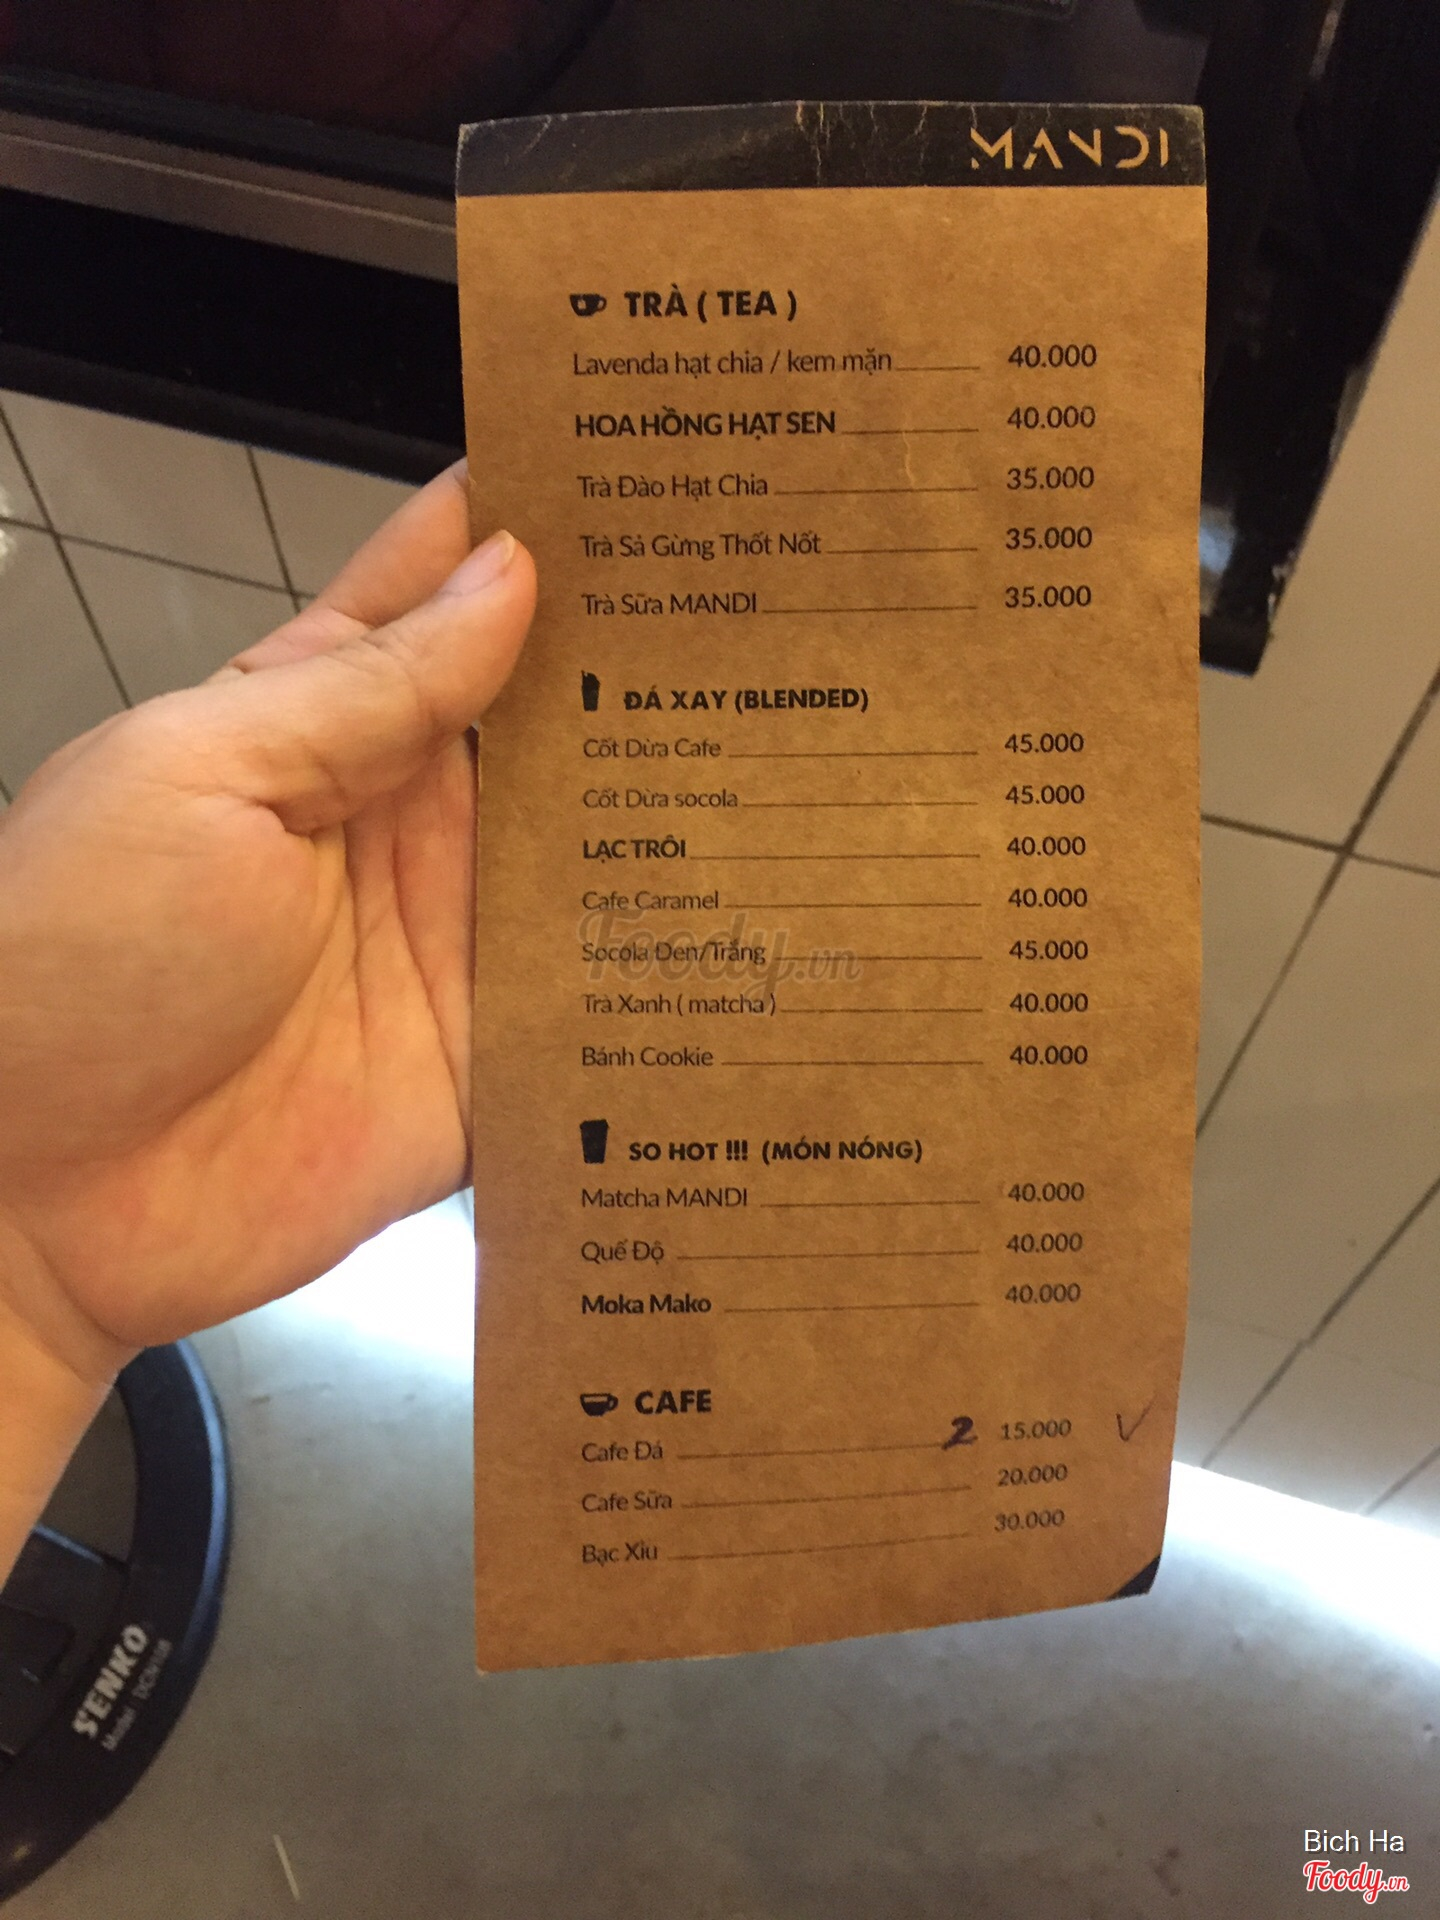 MANDI
TRÀ ( TEA )
Lavenda hạt chia / kem mặn 40.000
HOA HỒNG HẠT SEN 40.000
Trà Đào Hạt Chia 35.000
Trà Sả Gừng Thốt Nốt 35.000
Trà Sữa MANDI 35.000
ĐÁ XAY (BLENDED)
Cốt Dừa Cafe 45.000
Cốt Dừa socola 45.000
LẠC TRÔI 40.000
Cafe Caramel 40.000
Socola Đen/Trắng 45.000
Foody.vn
Trà Xanh ( matcha ) 40.000
Bánh Cookie 40.000
SO HOT !!! (MÓN NÓNG)
Matcha MANDI 40.000
Quế Độ 40.000
Moka Mako 40.000
CAFE
Cafe Đá 2 15.000 ✓
Cafe Sữa 20.000
Bạc Xỉu 30.000
SENKO
Model
Bich Ha
Foody.vn